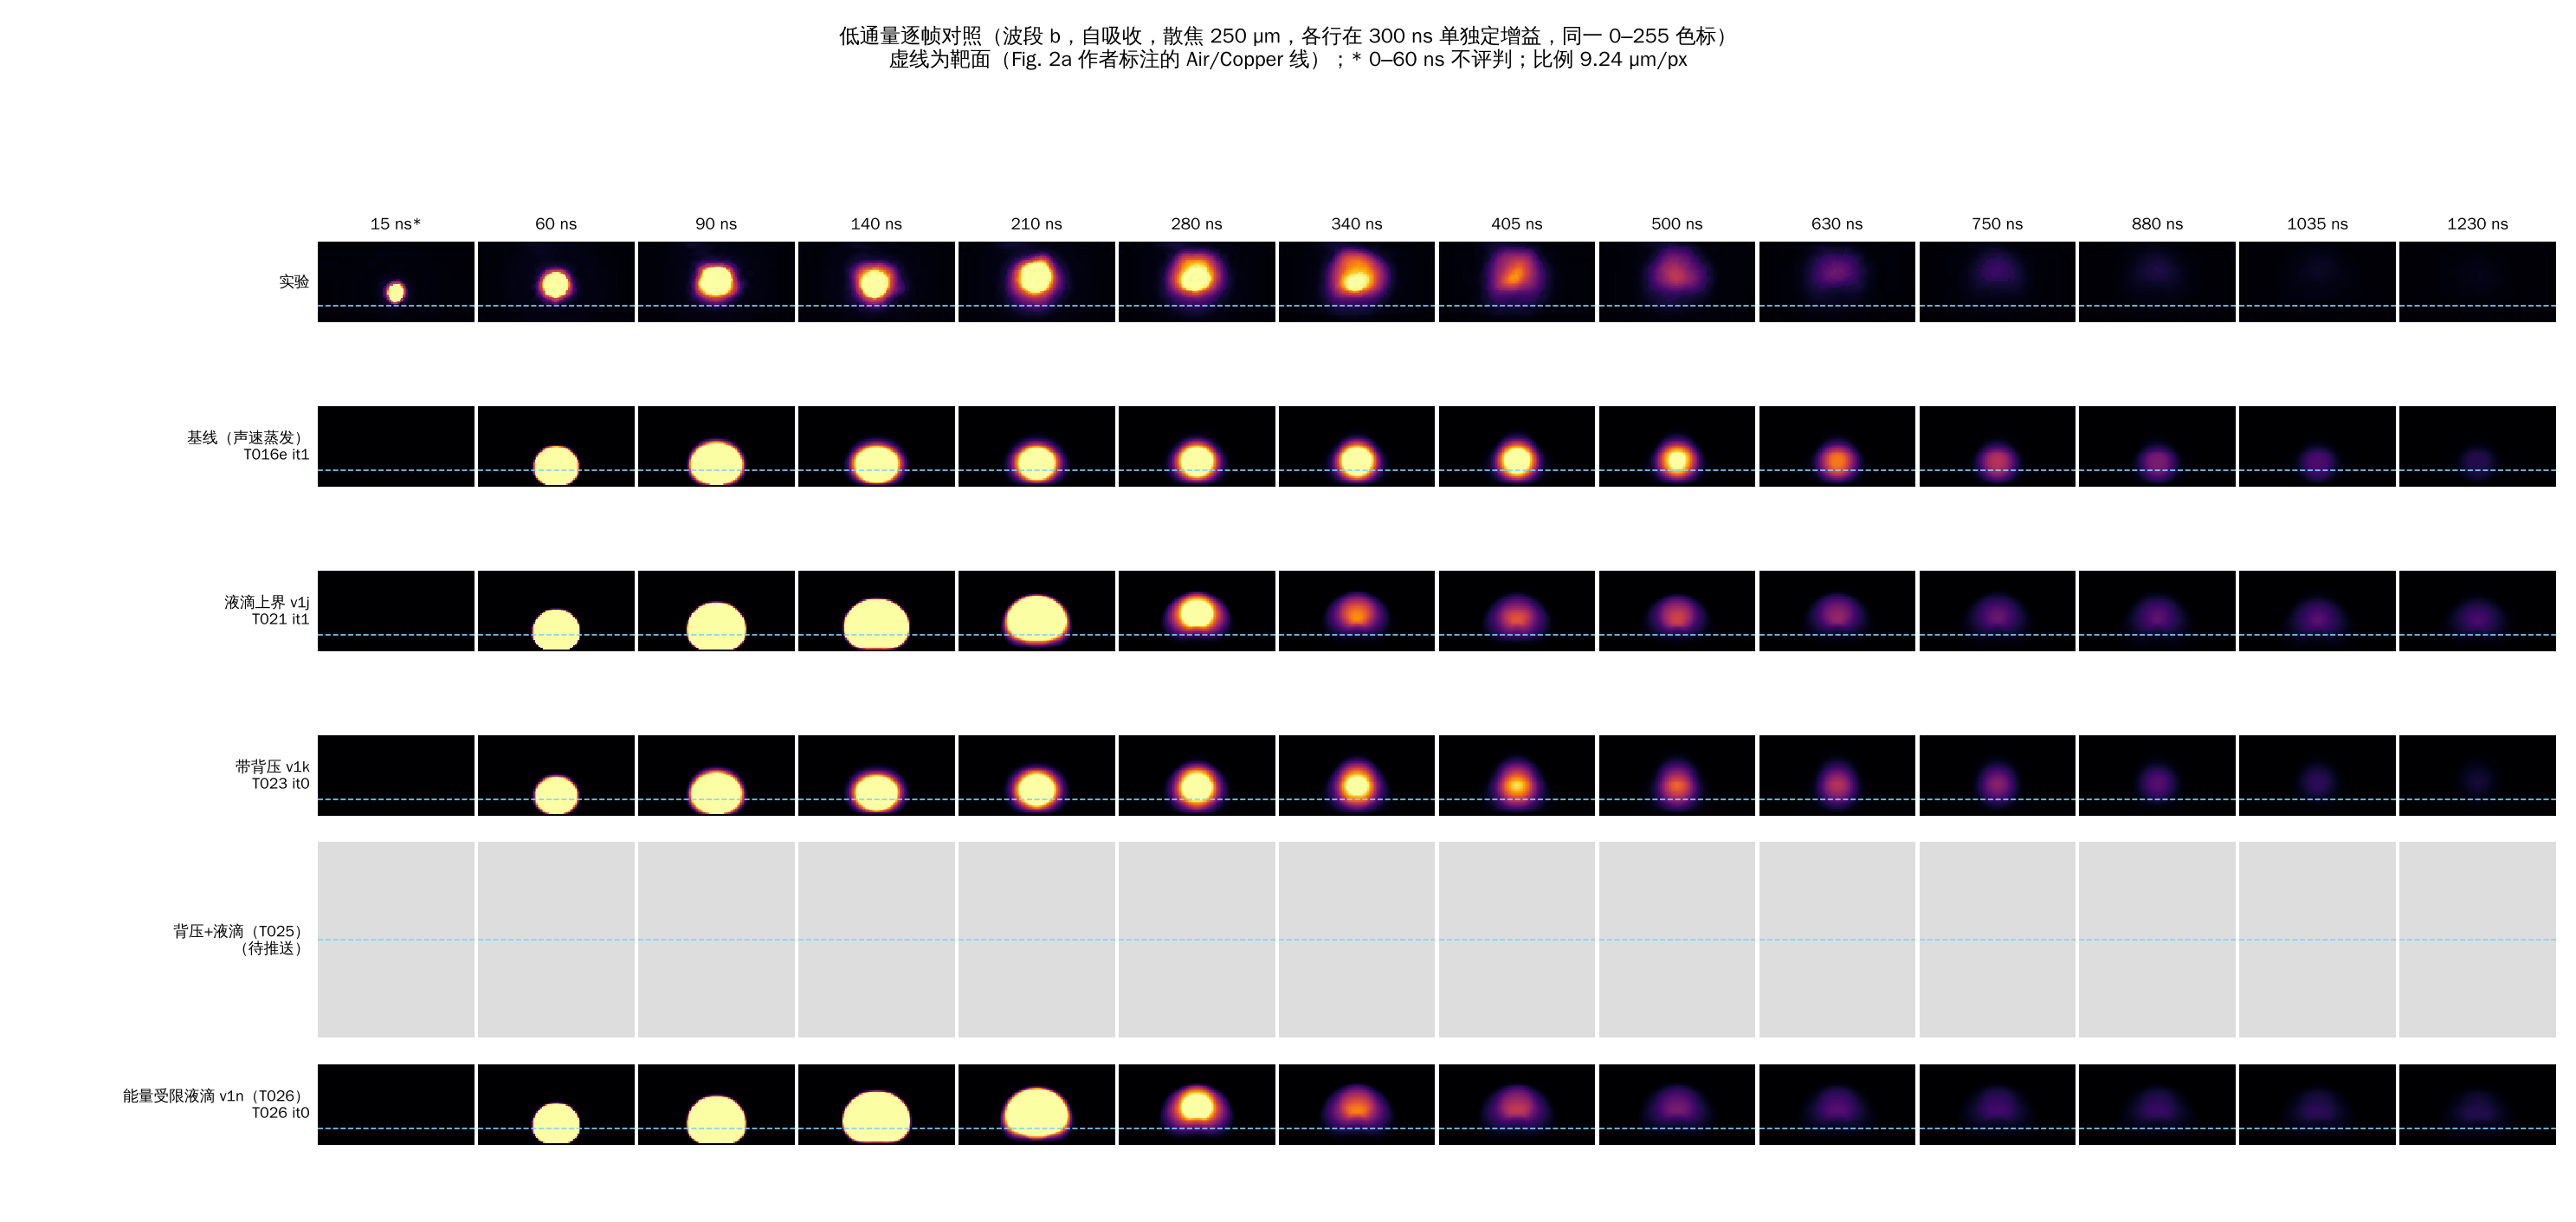 低通量逐帧对照（波段 b，自吸收，散焦 250 μm，各行在 300 ns 单独定增益，同一 0–255 色标）
虚线为靶面（Fig. 2a 作者标注的 Air/Copper 线）；* 0–60 ns 不评判；比例 9.24 μm/px
15 ns* 60 ns 90 ns 140 ns 210 ns 280 ns 340 ns 405 ns 500 ns 630 ns 750 ns 880 ns 1035 ns 1230 ns
实验
基线（声速蒸发）
T016e it1
液滴上界 v1j
T021 it1
带背压 v1k
T023 it0
背压+液滴（T025）
（待推送）
能量受限液滴 v1n（T026）
T026 it0